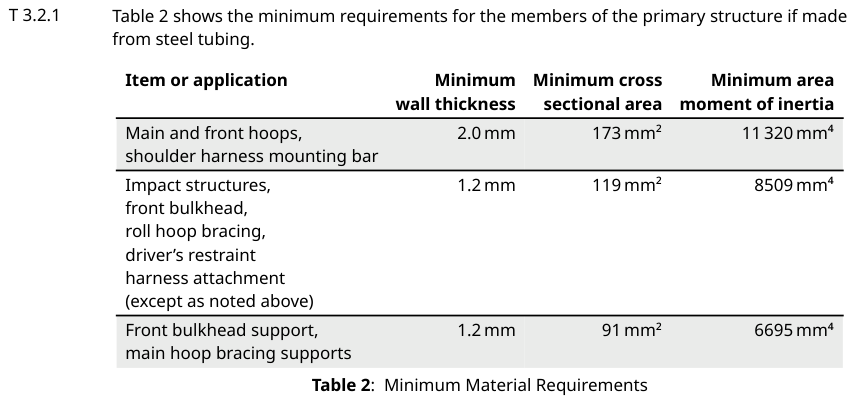 T 3.2.1 Table 2 shows the minimum requirements for the members of the primary structure if made
from steel tubing.
Item or application Minimum wall thickness Minimum cross sectional area Minimum area moment of inertia
Main and front hoops, 2.0 mm 173 mm² 11 320 mm⁴
shoulder harness mounting bar
Impact structures, 1.2 mm 119 mm² 8509 mm⁴
front bulkhead,
roll hoop bracing,
driver’s restraint
harness attachment
(except as noted above)
Front bulkhead support, 1.2 mm 91 mm² 6695 mm⁴
main hoop bracing supports
Table 2: Minimum Material Requirements